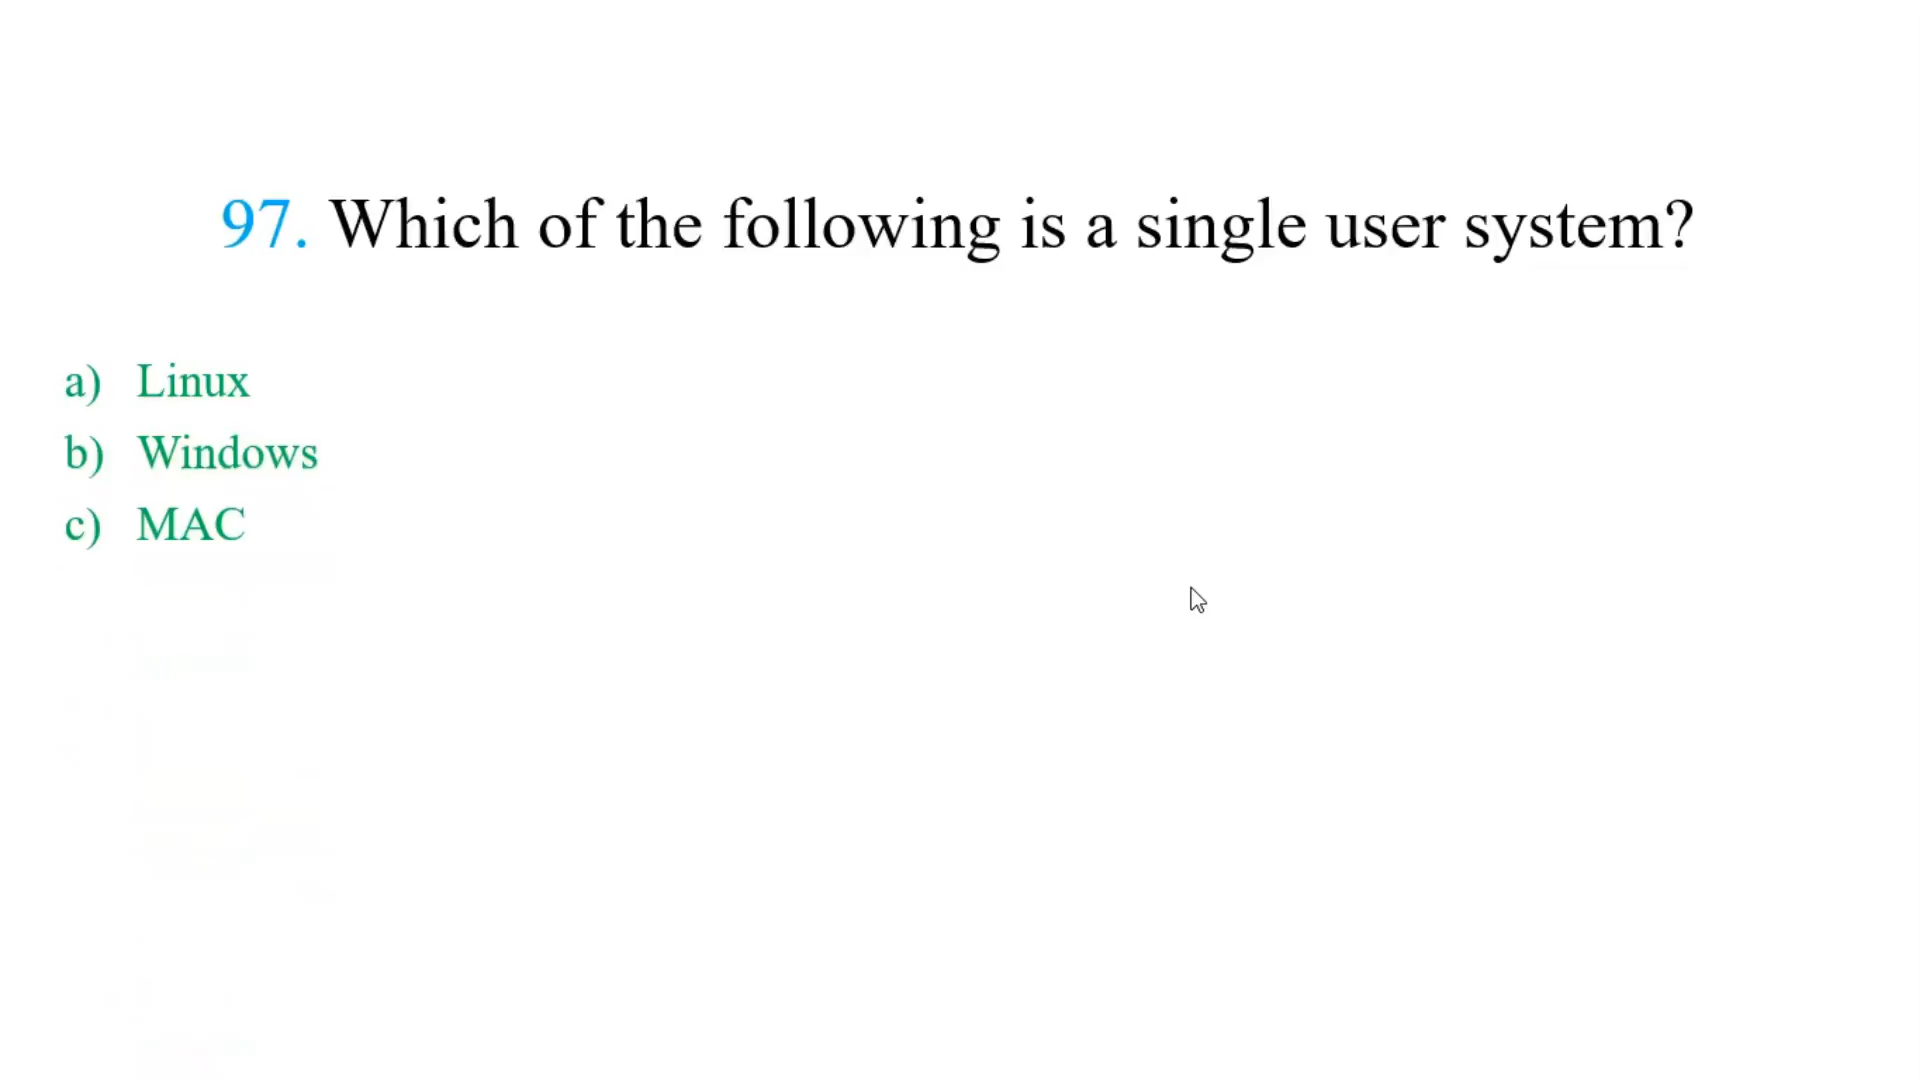 97. Which of the following is a single user system?
a) Linux
b) Windows
c) MAC